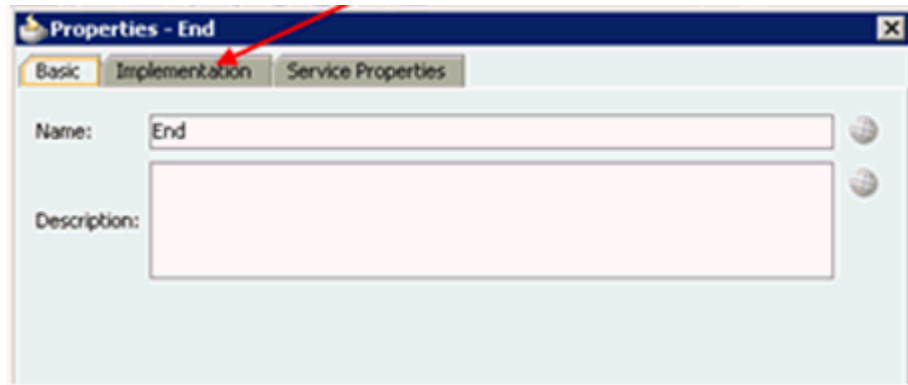 Properties - End
Basic Implementation Service Properties
Name: End
Description: